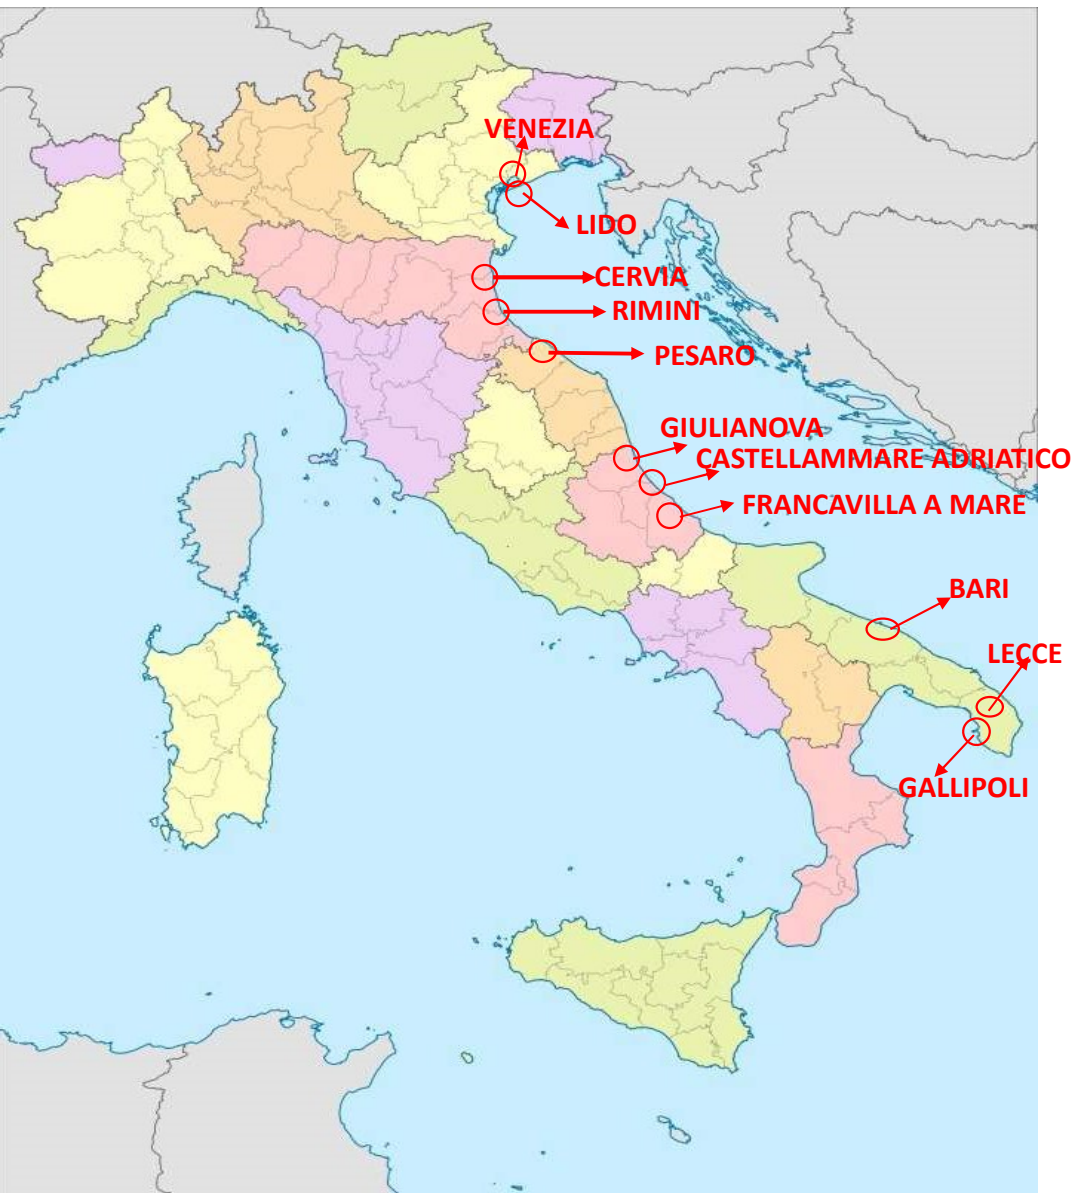 VENEZIA
LIDO
CERVIA
RIMINI
PESARO
GIULIANOVA
CASTELLAMMARE ADRIATICO
FRANCAVILLA A MARE
BARI
LECCE
GALLIPOLI